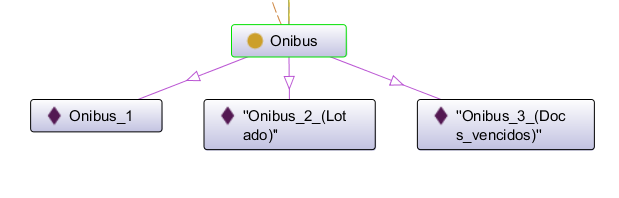 Onibus
Onibus_1
"Onibus_2_(Lot
ado)"
"Onibus_3_(Doc
s_vencidos)"